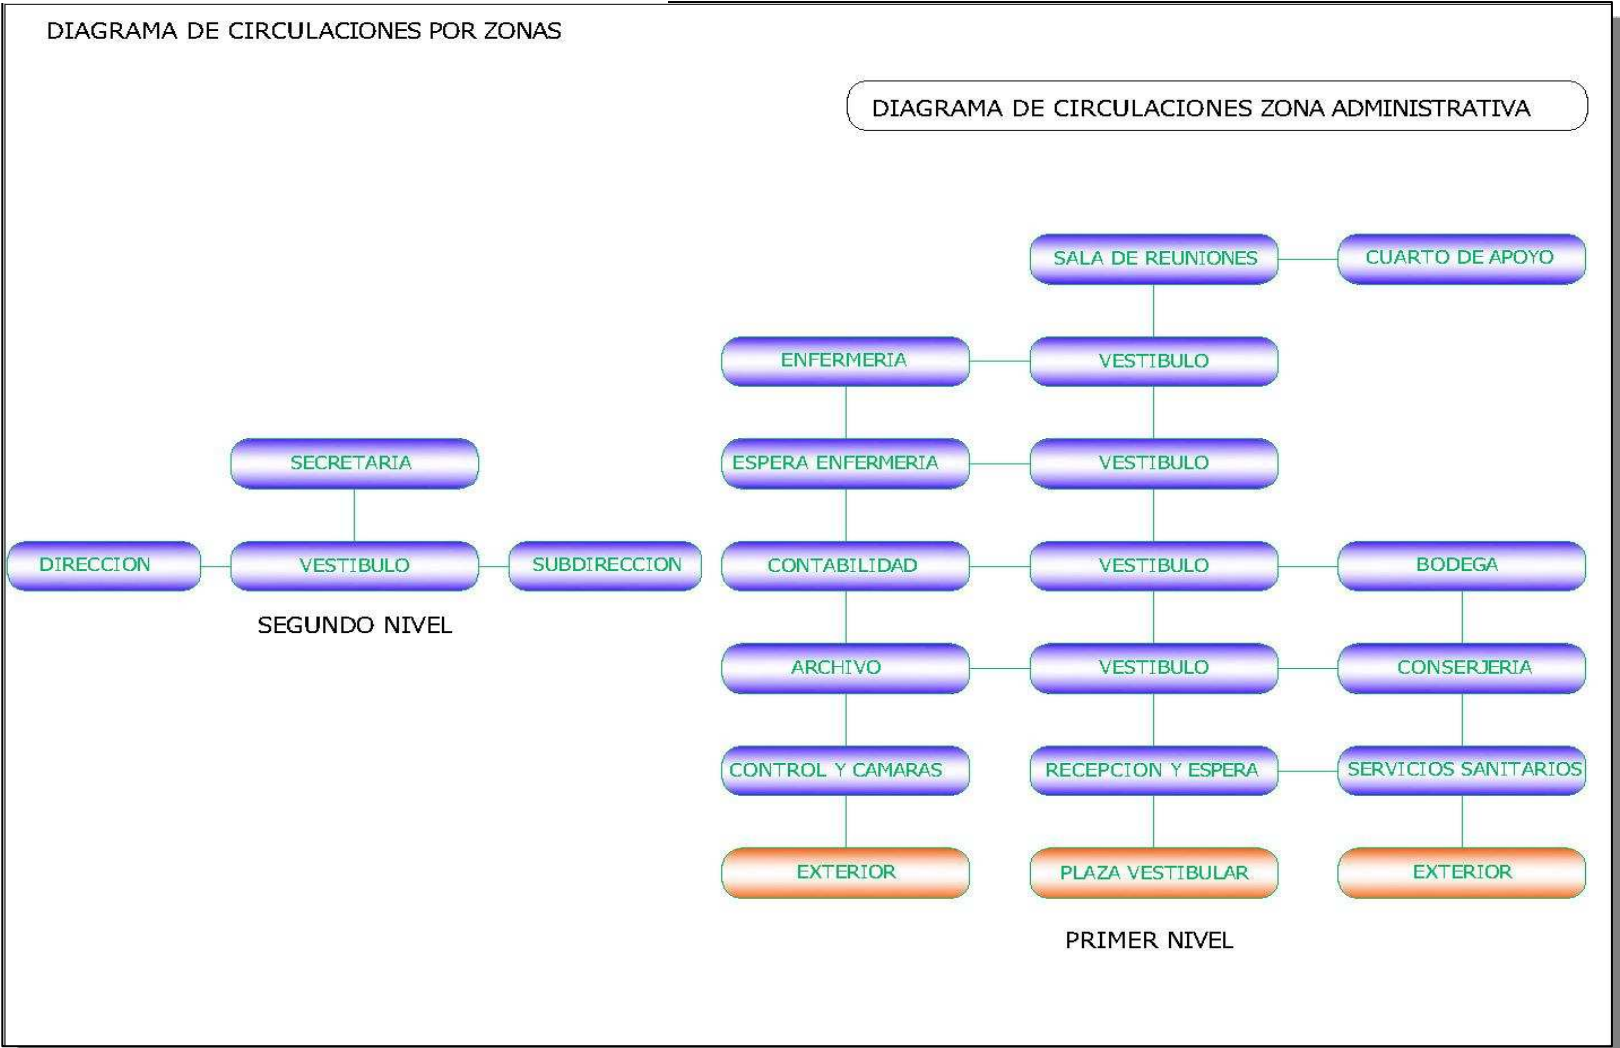 DIAGRAMA DE CIRCULACIONES POR ZONAS
DIAGRAMA DE CIRCULACIONES ZONA ADMINISTRATIVA
SALA DE REUNIONES
CUARTO DE APOYO
ENFERMERIA
VESTIBULO
SECRETARIA
ESPERA ENFERMERIA
VESTIBULO
DIRECCION
VESTIBULO
SUBDIRECCION
CONTABILIDAD
VESTIBULO
BODEGA
SEGUNDO NIVEL
ARCHIVO
VESTIBULO
CONSERJERIA
CONTROL Y CAMARAS
RECEPCION Y ESPERA
SERVICIOS SANITARIOS
EXTERIOR
PLAZA VESTIBULAR
EXTERIOR
PRIMER NIVEL